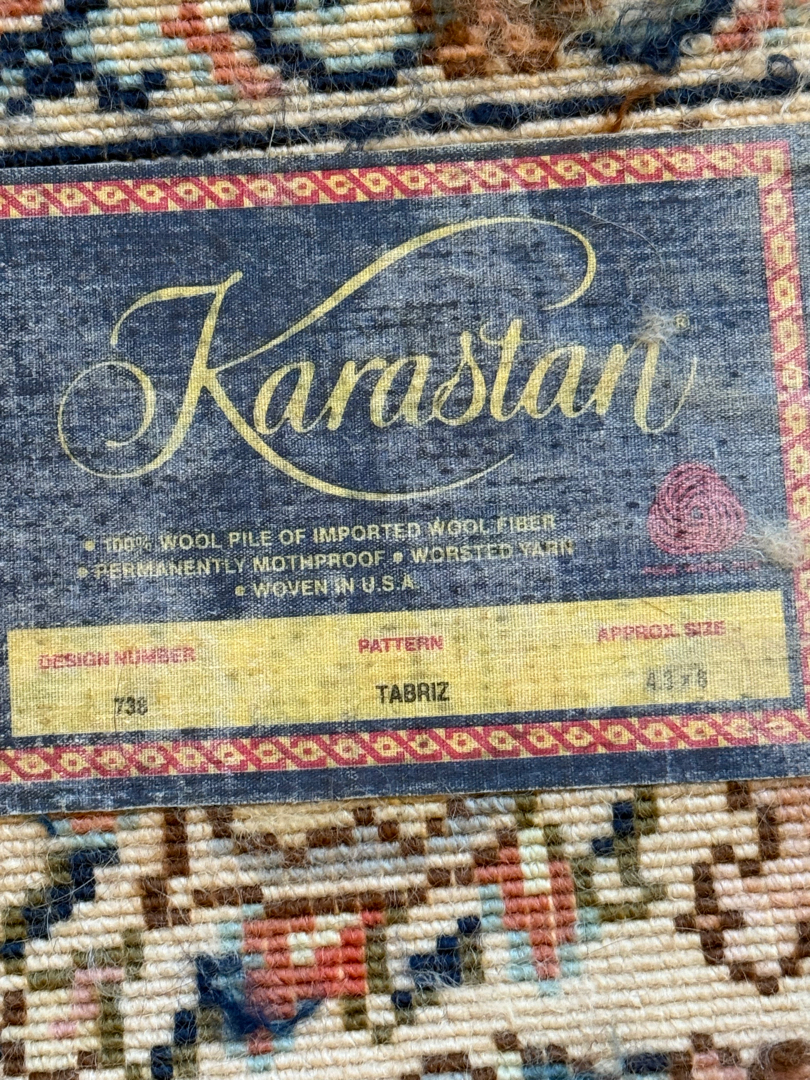 Karastan®
• 100% WOOL PILE OF IMPORTED WOOL FIBER
• PERMANENTLY MOTHPROOF • WORSTED YARN
• WOVEN IN U.S.A.
DESIGN NUMBER PATTERN APPROX. SIZE
738 TABRIZ 4.3 x 6